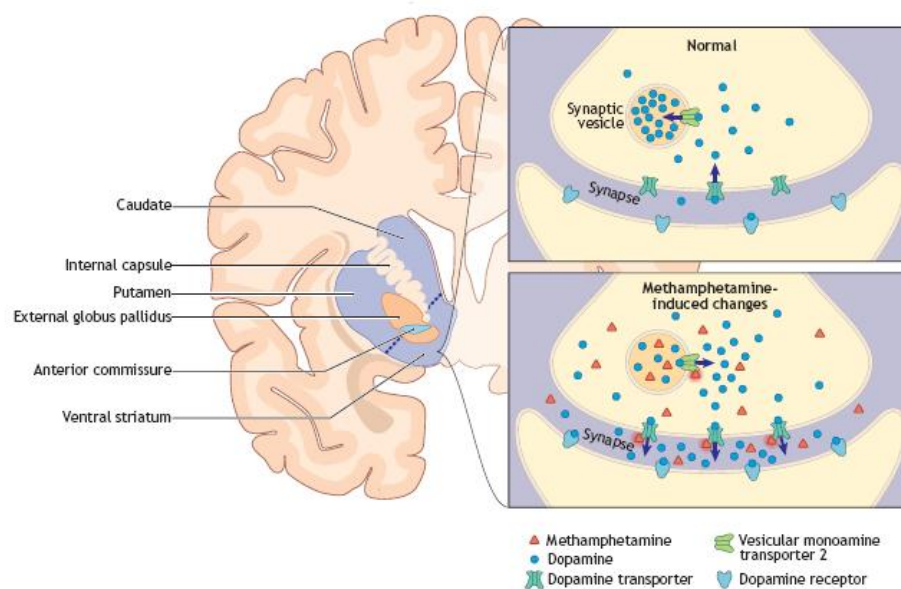 Normal
Synaptic
vesicle
Synapse
Caudate
Internal capsule
Putamen
External globus pallidus
Anterior commissure
Ventral striatum
Methamphetamine-
induced changes
Synapse
Methamphetamine
Dopamine
Dopamine transporter
Vesicular monoamine
transporter 2
Dopamine receptor